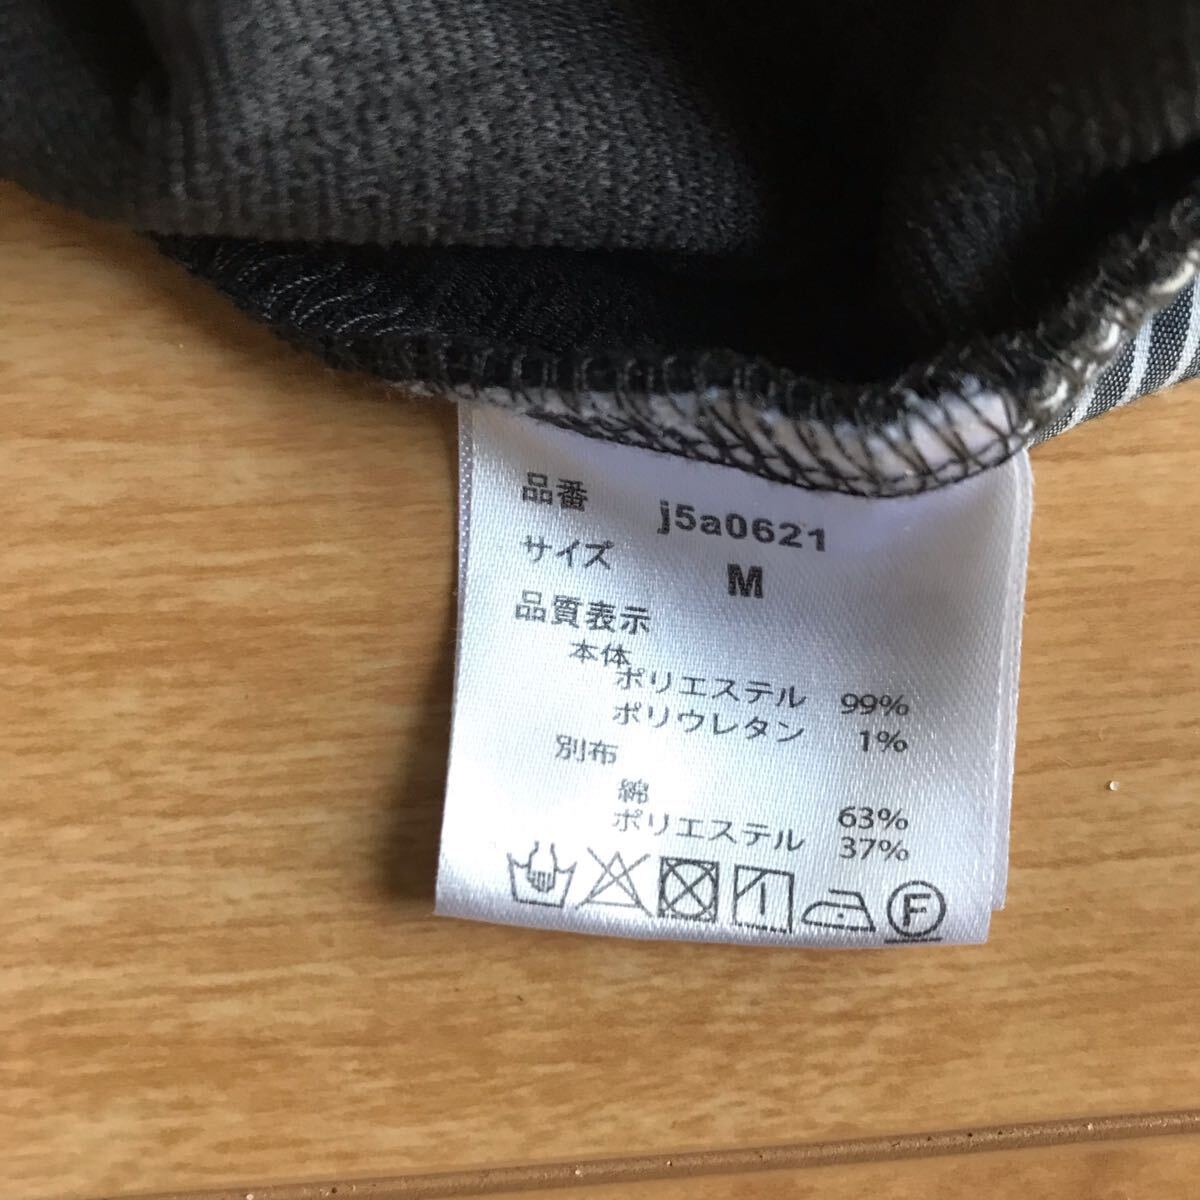 品番 j5a0621
サイズ M
品質表示
本体
ポリエステル 99%
ポリウレタン 1%
別布
綿 63%
ポリエステル 37%
F